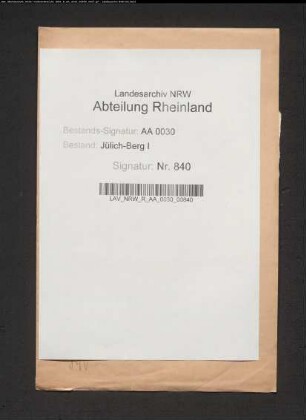 Landesarchiv NRW
Abteilung Rheinland
Bestands-Signatur: AA 0030
Bestand: Jülich-Berg I
Signatur: Nr. 840
LAV_NRW_R_AA_0030_00840